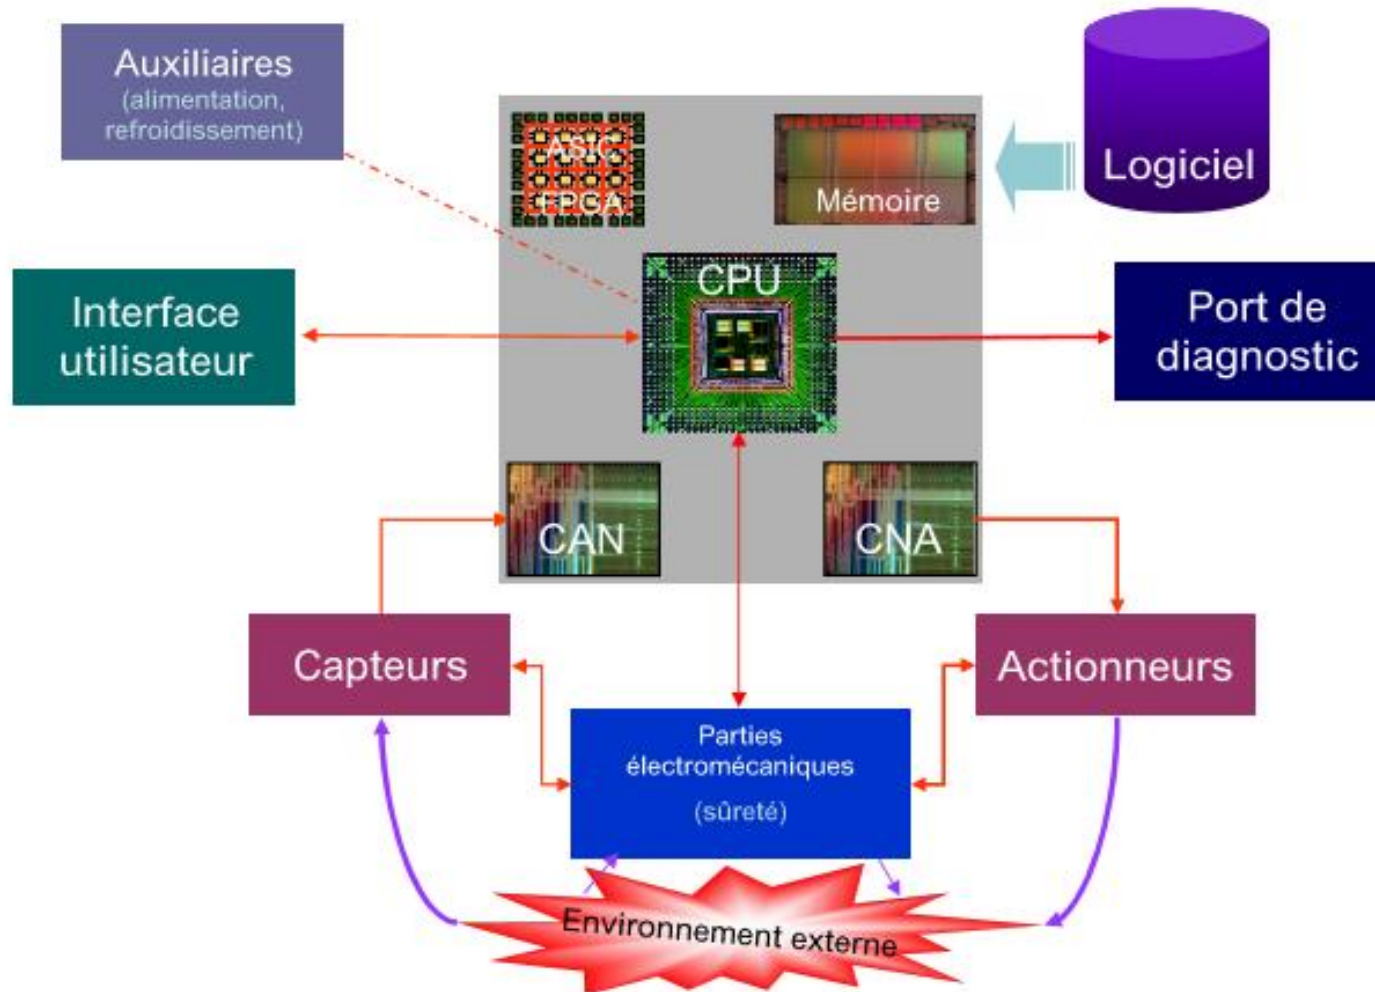 Auxiliaires
(alimentation,
refroidissement)
ASIC
FPGA
Mémoire
Logiciel
CPU
Interface
utilisateur
Port de
diagnostic
CAN
CNA
Capteurs
Actionneurs
Parties
électromécaniques
(sûreté)
Environnement externe